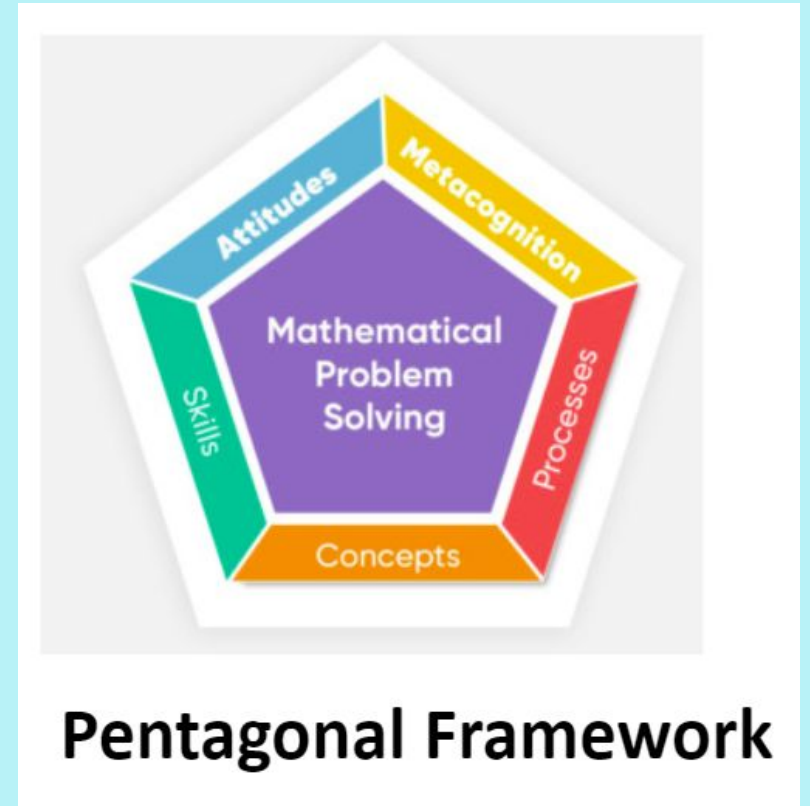 Attitudes
Metacognition
Mathematical
Problem
Solving
Skills
Processes
Concepts
Pentagonal Framework